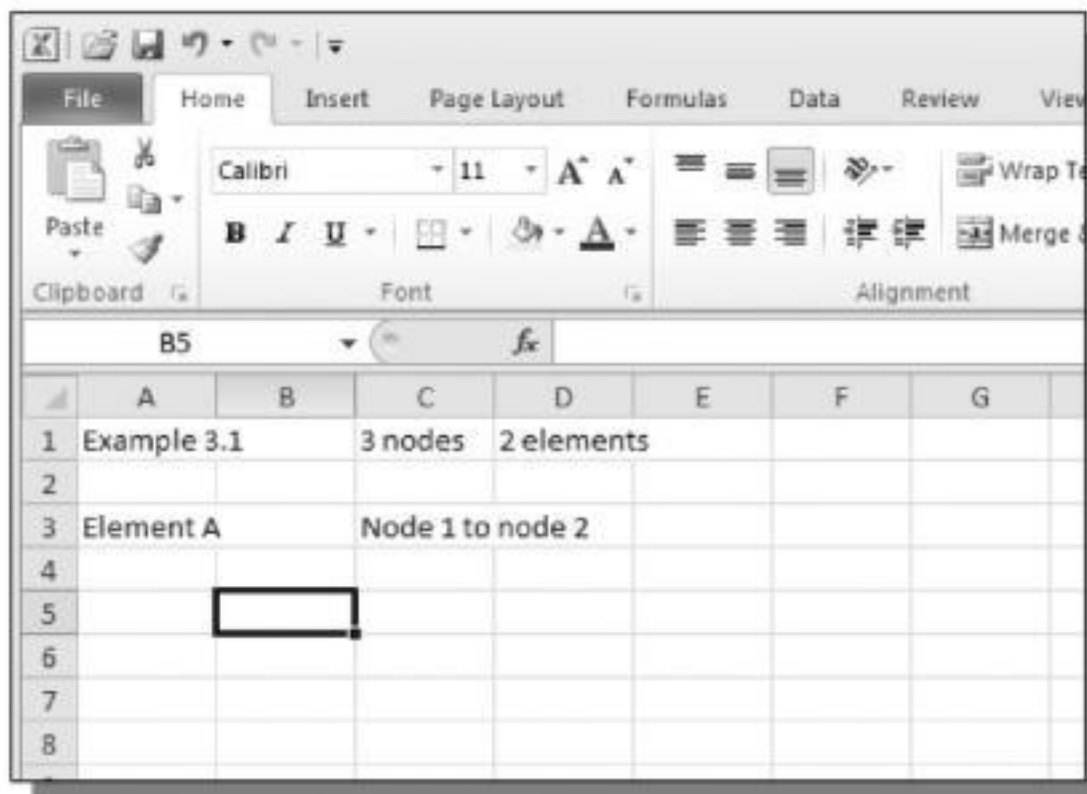 File Home Insert Page Layout Formulas Data Review View
Calibri 11 A A Wrap Te
Paste B I U A Merge &
Clipboard Font Alignment
B5 fx
A B C D E F G
1 Example 3.1 3 nodes 2 elements
2
3 Element A Node 1 to node 2
4
5
6
7
8